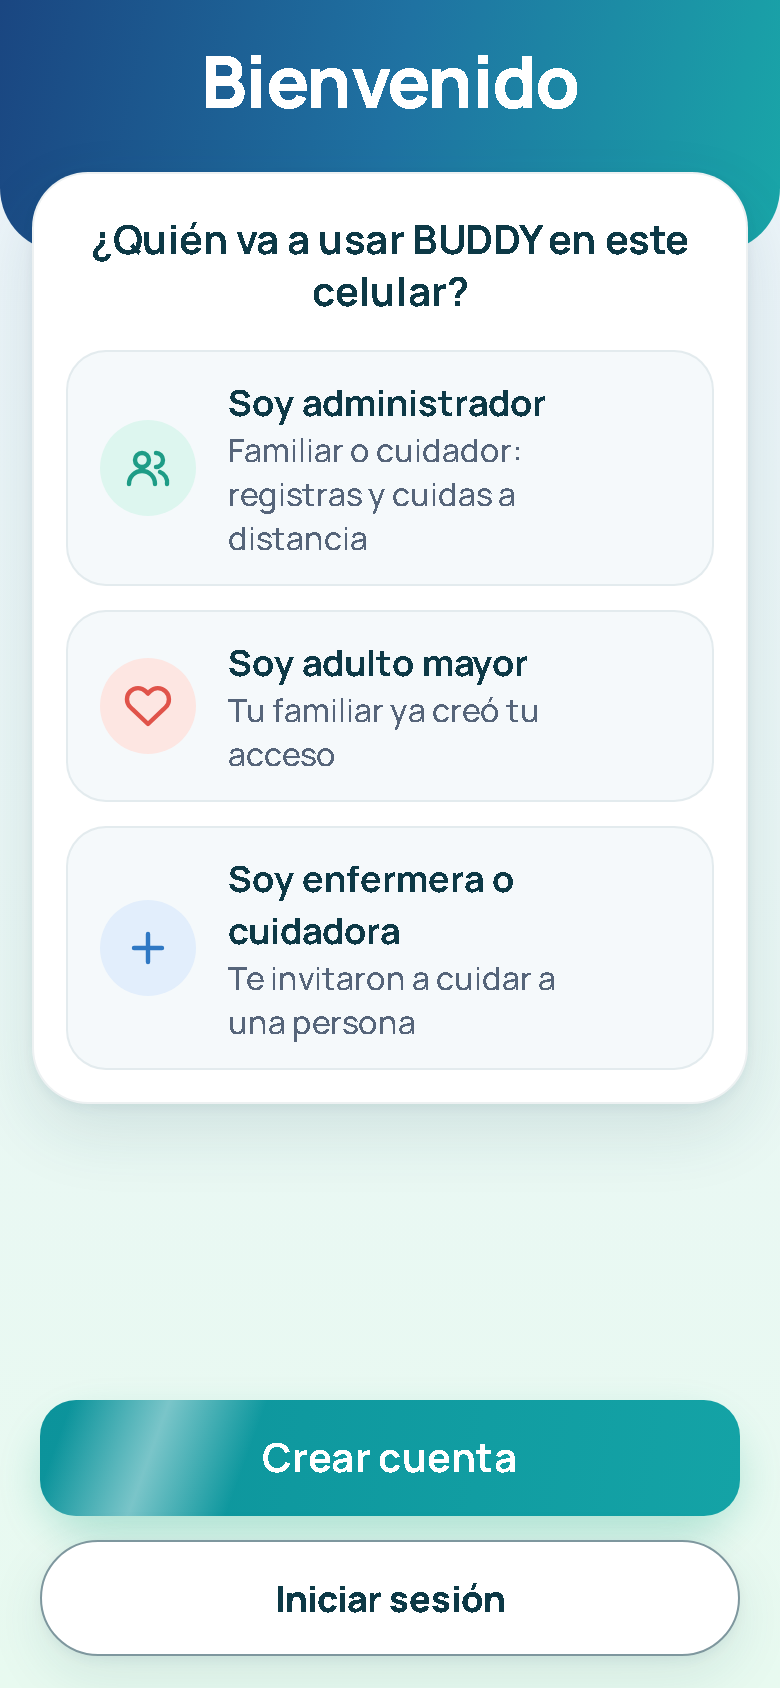 Bienvenido
¿Quién va a usar BUDDY en este
celular?
Soy administrador
Familiar o cuidador:
registras y cuidas a
distancia
Soy adulto mayor
Tu familiar ya creó tu
acceso
Soy enfermera o
cuidadora
Te invitaron a cuidar a
una persona
Crear cuenta
Iniciar sesión